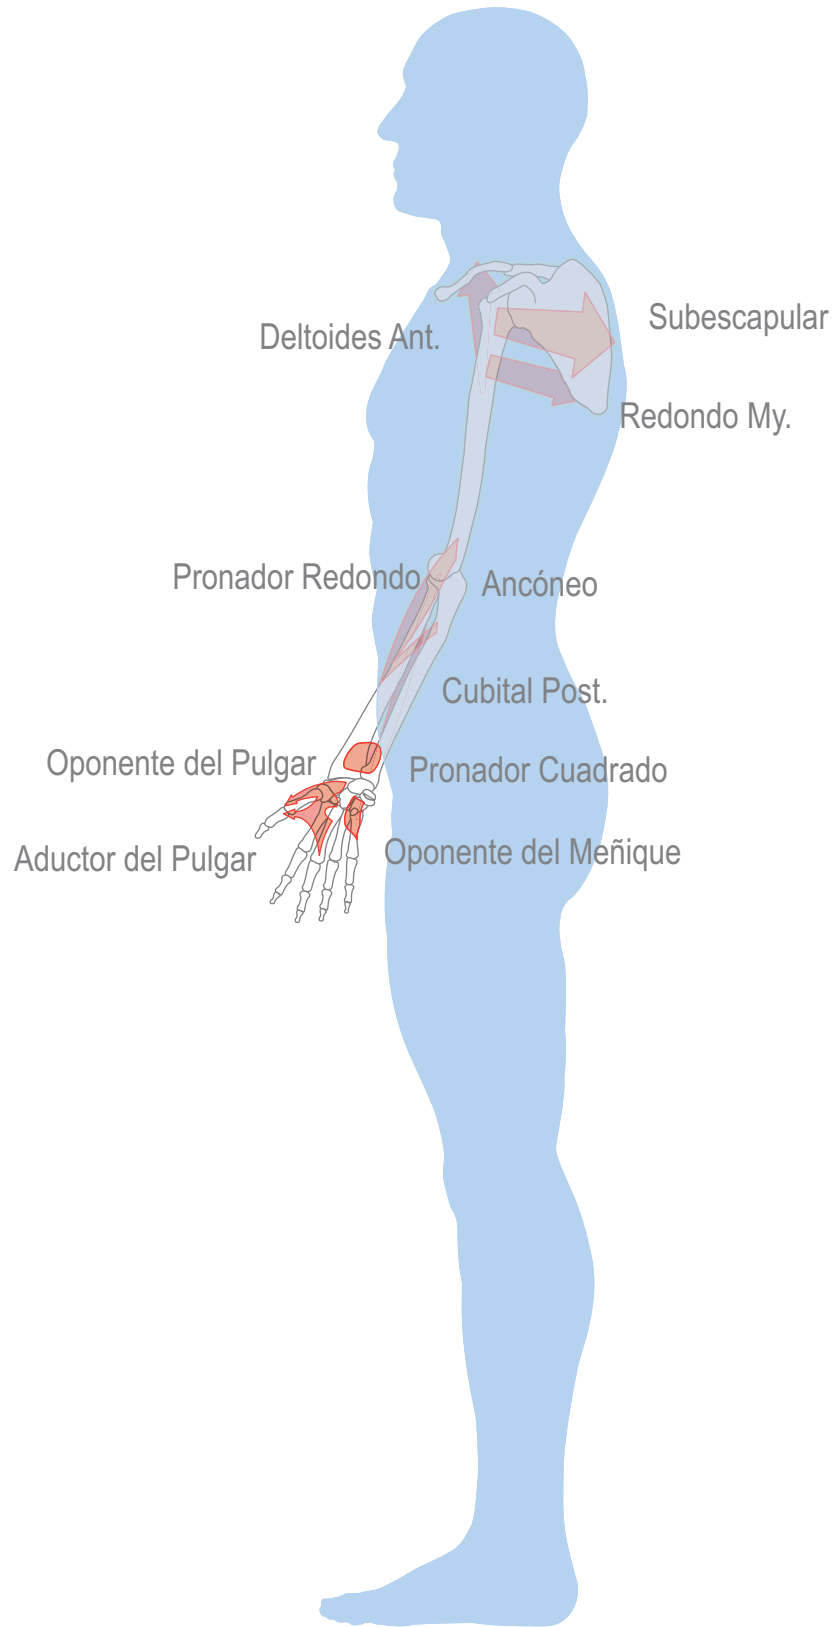 Subescapular
Deltoides Ant.
Redondo My.
Pronador Redondo
Ancóneo
Cubital Post.
Oponente del Pulgar
Pronador Cuadrado
Aductor del Pulgar
Oponente del Meñique